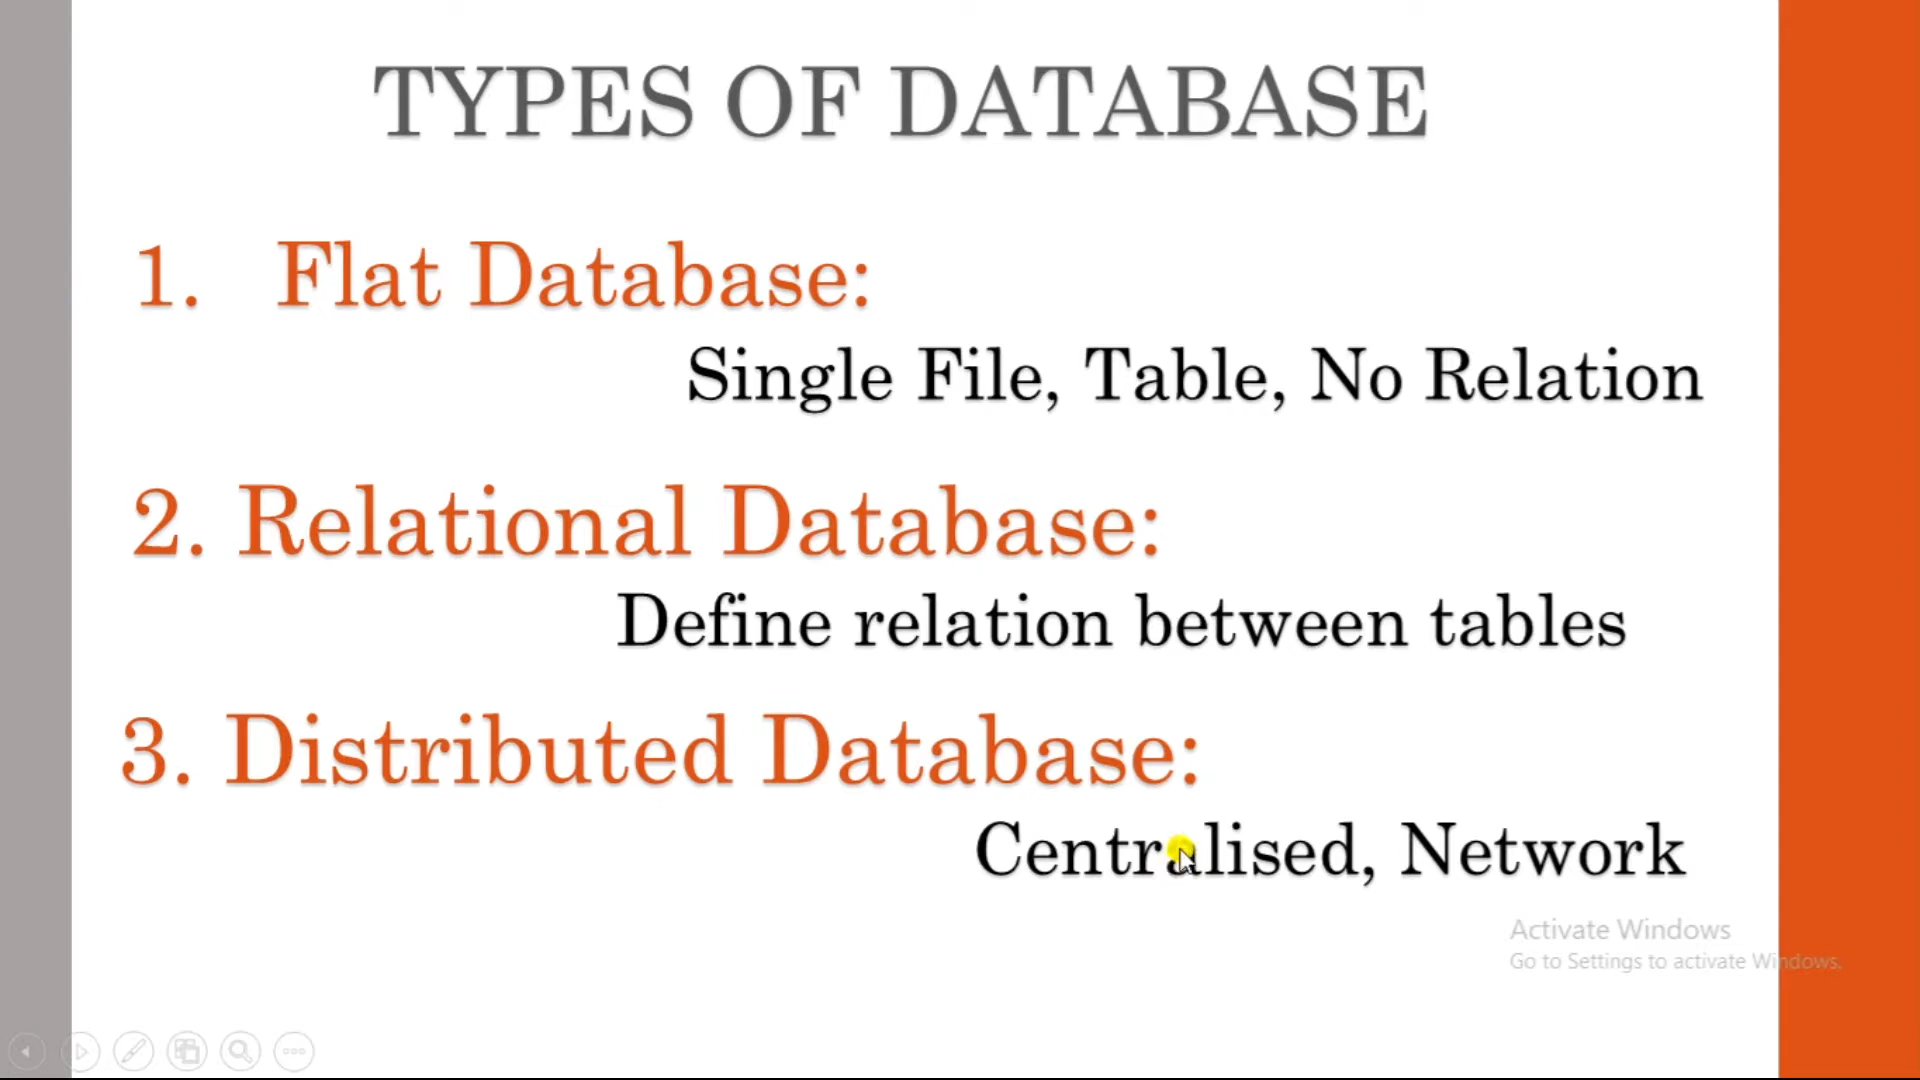 TYPES OF DATABASE
1. Flat Database:
Single File, Table, No Relation
2. Relational Database:
Define relation between tables
3. Distributed Database:
Centralised, Network
Activate Windows
Go to Settings to activate Windows.